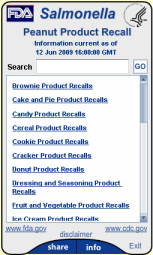 FDA Salmonella
Peanut Product Recall
Information current as of
12 Jun 2009 16:00:00 GMT
Search GO
Brownie Product Recalls
Cake and Pie Product Recalls
Candy Product Recalls
Cereal Product Recalls
Cookie Product Recalls
Cracker Product Recalls
Donut Product Recalls
Dressing and Seasoning Product
Recalls
Fruit and Vegetable Product Recalls
Ice Cream Product Recalls
www.fda.gov www.cdc.gov
disclaimer
share info Exit